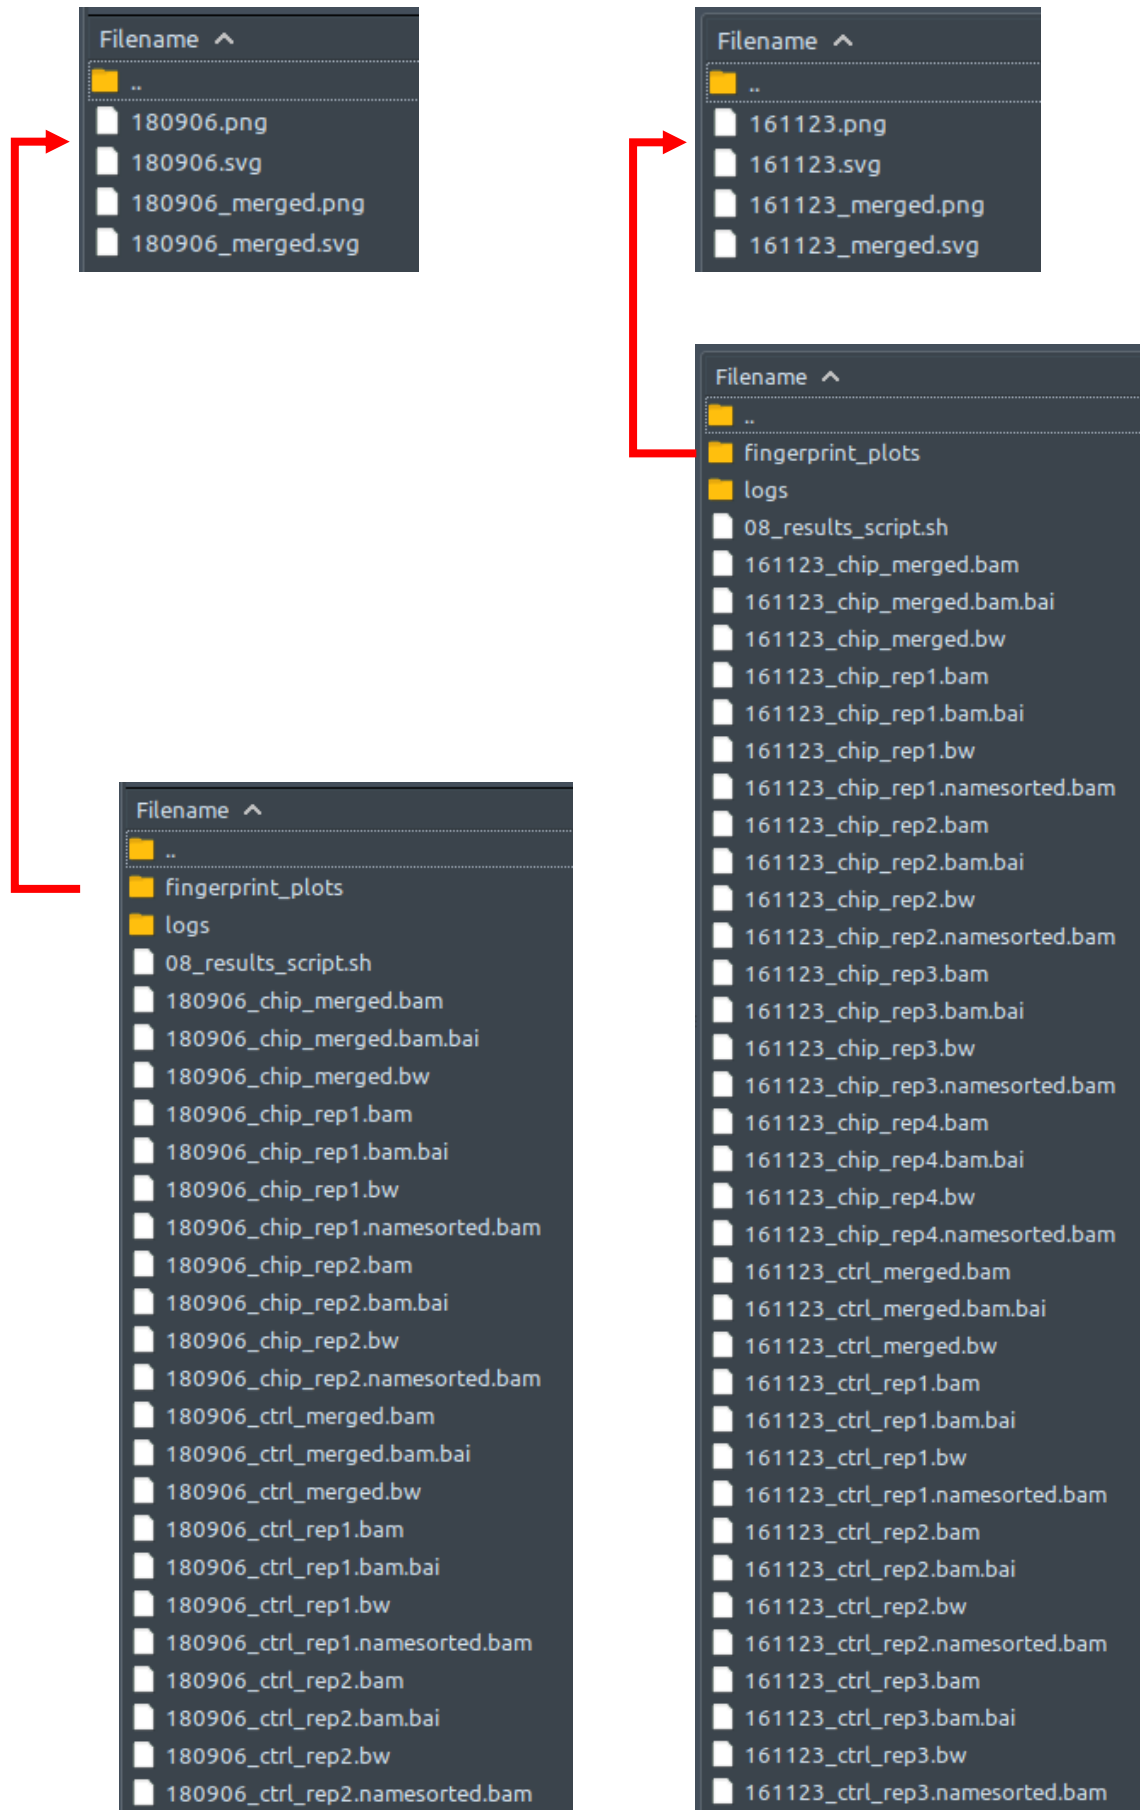 Filename
..
180906.png
180906.svg
180906_merged.png
180906_merged.svg
Filename
..
161123.png
161123.svg
161123_merged.png
161123_merged.svg
Filename
..
fingerprint_plots
logs
08_results_script.sh
180906_chip_merged.bam
180906_chip_merged.bam.bai
180906_chip_merged.bw
180906_chip_rep1.bam
180906_chip_rep1.bam.bai
180906_chip_rep1.bw
180906_chip_rep1.namesorted.bam
180906_chip_rep2.bam
180906_chip_rep2.bam.bai
180906_chip_rep2.bw
180906_chip_rep2.namesorted.bam
180906_ctrl_merged.bam
180906_ctrl_merged.bam.bai
180906_ctrl_merged.bw
180906_ctrl_rep1.bam
180906_ctrl_rep1.bam.bai
180906_ctrl_rep1.bw
180906_ctrl_rep1.namesorted.bam
180906_ctrl_rep2.bam
180906_ctrl_rep2.bam.bai
180906_ctrl_rep2.bw
180906_ctrl_rep2.namesorted.bam
Filename
..
fingerprint_plots
logs
08_results_script.sh
161123_chip_merged.bam
161123_chip_merged.bam.bai
161123_chip_merged.bw
161123_chip_rep1.bam
161123_chip_rep1.bam.bai
161123_chip_rep1.bw
161123_chip_rep1.namesorted.bam
161123_chip_rep2.bam
161123_chip_rep2.bam.bai
161123_chip_rep2.bw
161123_chip_rep2.namesorted.bam
161123_chip_rep3.bam
161123_chip_rep3.bam.bai
161123_chip_rep3.bw
161123_chip_rep3.namesorted.bam
161123_chip_rep4.bam
161123_chip_rep4.bam.bai
161123_chip_rep4.bw
161123_chip_rep4.namesorted.bam
161123_ctrl_merged.bam
161123_ctrl_merged.bam.bai
161123_ctrl_merged.bw
161123_ctrl_rep1.bam
161123_ctrl_rep1.bam.bai
161123_ctrl_rep1.bw
161123_ctrl_rep1.namesorted.bam
161123_ctrl_rep2.bam
161123_ctrl_rep2.bam.bai
161123_ctrl_rep2.bw
161123_ctrl_rep2.namesorted.bam
161123_ctrl_rep3.bam
161123_ctrl_rep3.bam.bai
161123_ctrl_rep3.bw
161123_ctrl_rep3.namesorted.bam